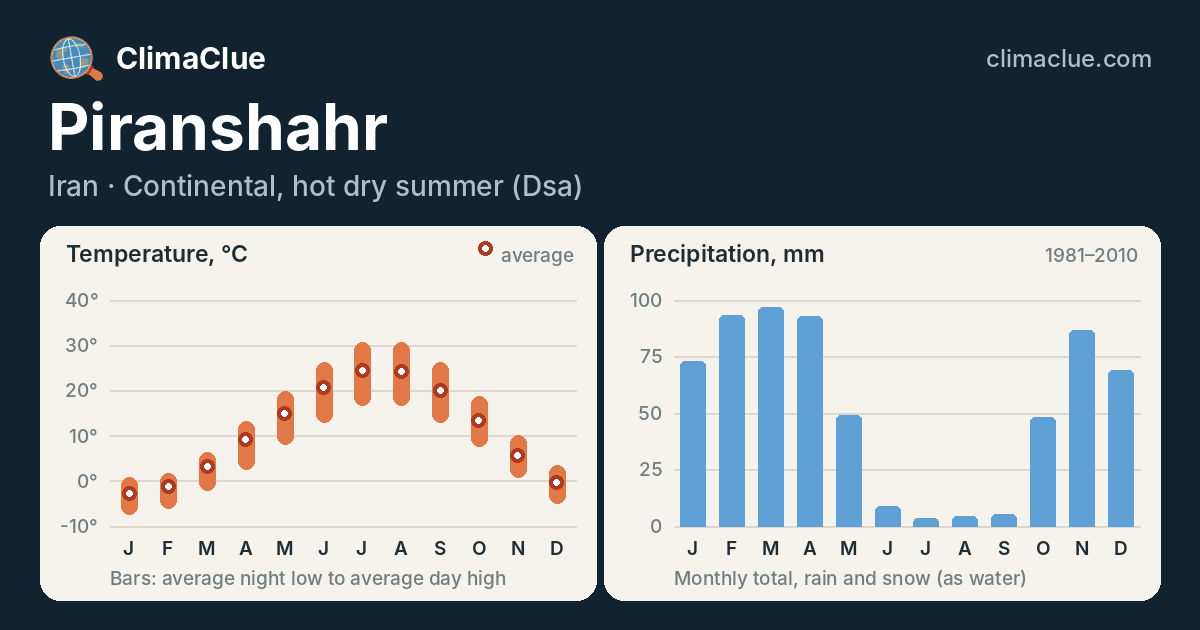 ClimaClue
climaclue.com
Piranshahr
Iran · Continental, hot dry summer (Dsa)
Temperature, °C
average
40°
30°
20°
10°
0°
-10°
J F M A M J J A S O N D
Bars: average night low to average day high
Precipitation, mm
1981–2010
100
75
50
25
0
J F M A M J J A S O N D
Monthly total, rain and snow (as water)